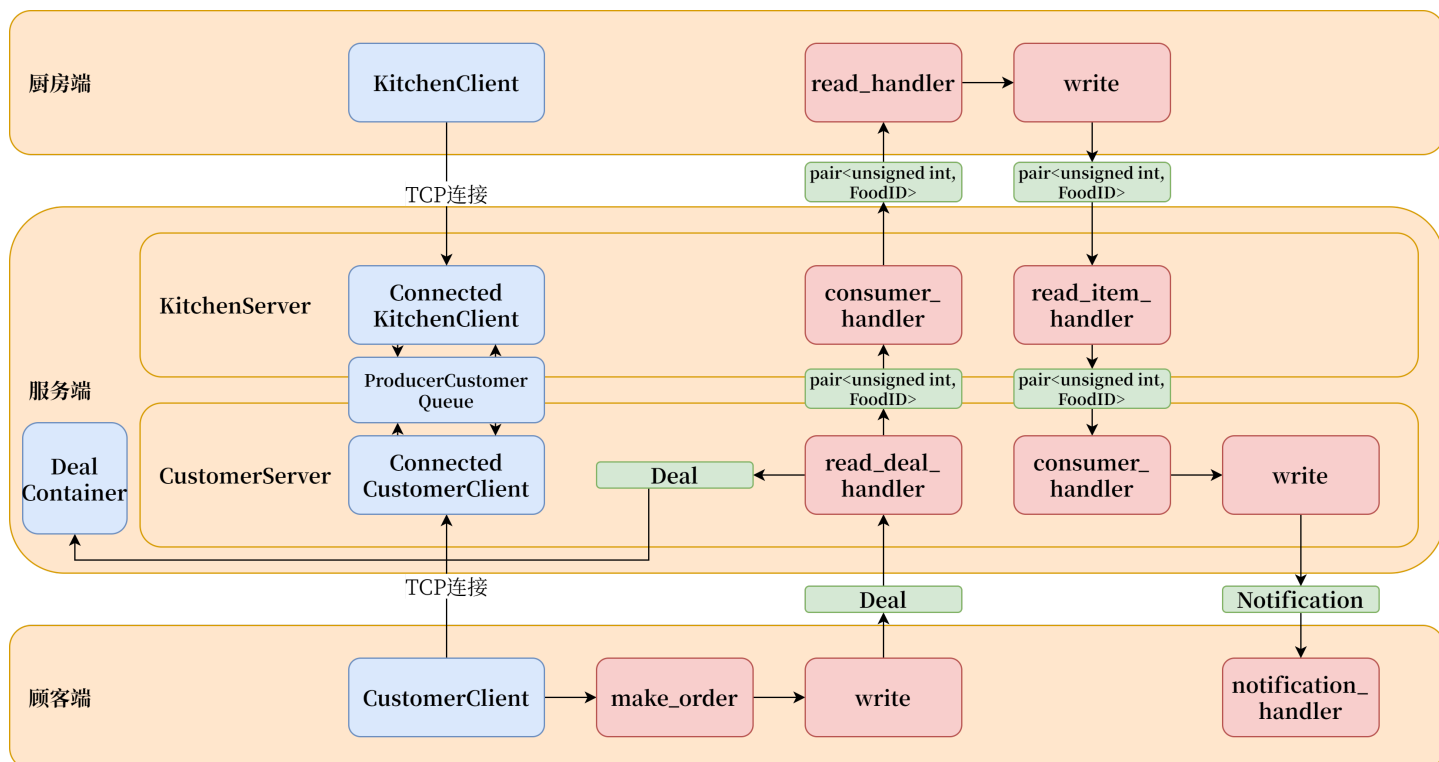 厨房端
KitchenClient
read_handler
write
pair<unsigned int,
FoodID>
pair<unsigned int,
FoodID>
TCP连接
KitchenServer
Connected
KitchenClient
consumer_
handler
read_item_
handler
服务端
ProducerCustomer
Queue
pair<unsigned int,
FoodID>
pair<unsigned int,
FoodID>
Deal
Container
CustomerServer
Connected
CustomerClient
Deal
read_deal_
handler
consumer_
handler
write
TCP连接
Deal
Notification
顾客端
CustomerClient
make_order
write
notification_
handler